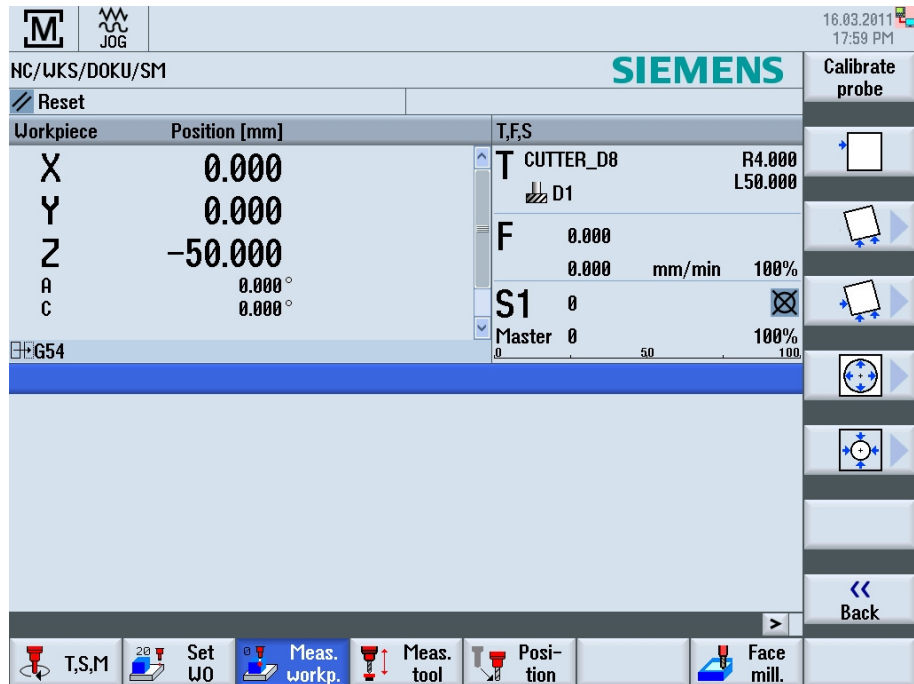 M
JOG
16.03.2011
17:59 PM
NC/WKS/DOKU/SM
SIEMENS
Calibrate
probe
Reset
Workpiece Position [mm]
T,F,S
X 0.000
Y 0.000
Z -50.000
A 0.000°
C 0.000°
G54
T CUTTER_D8 R4.000
D1 L50.000
F 0.000
0.000 mm/min 100%
S1 0
Master 0 100%
0 50 100
<<
Back
>
T,S,M
20
Set
WO
0
Meas.
workp.
Meas.
tool
Posi-
tion
Face
mill.